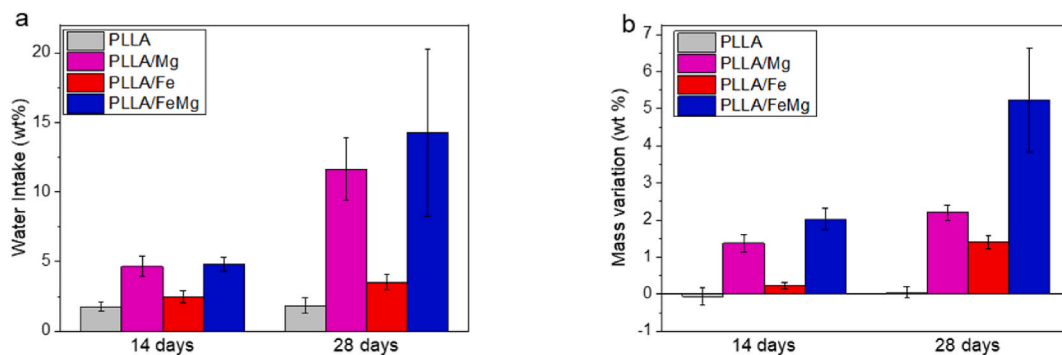 a
Water Intake (wt%)
20
15
10
5
0
PLLA
PLLA/Mg
PLLA/Fe
PLLA/FeMg
14 days
28 days
b
Mass variation (wt %)
7
6
5
4
3
2
1
0
-1
PLLA
PLLA/Mg
PLLA/Fe
PLLA/FeMg
14 days
28 days